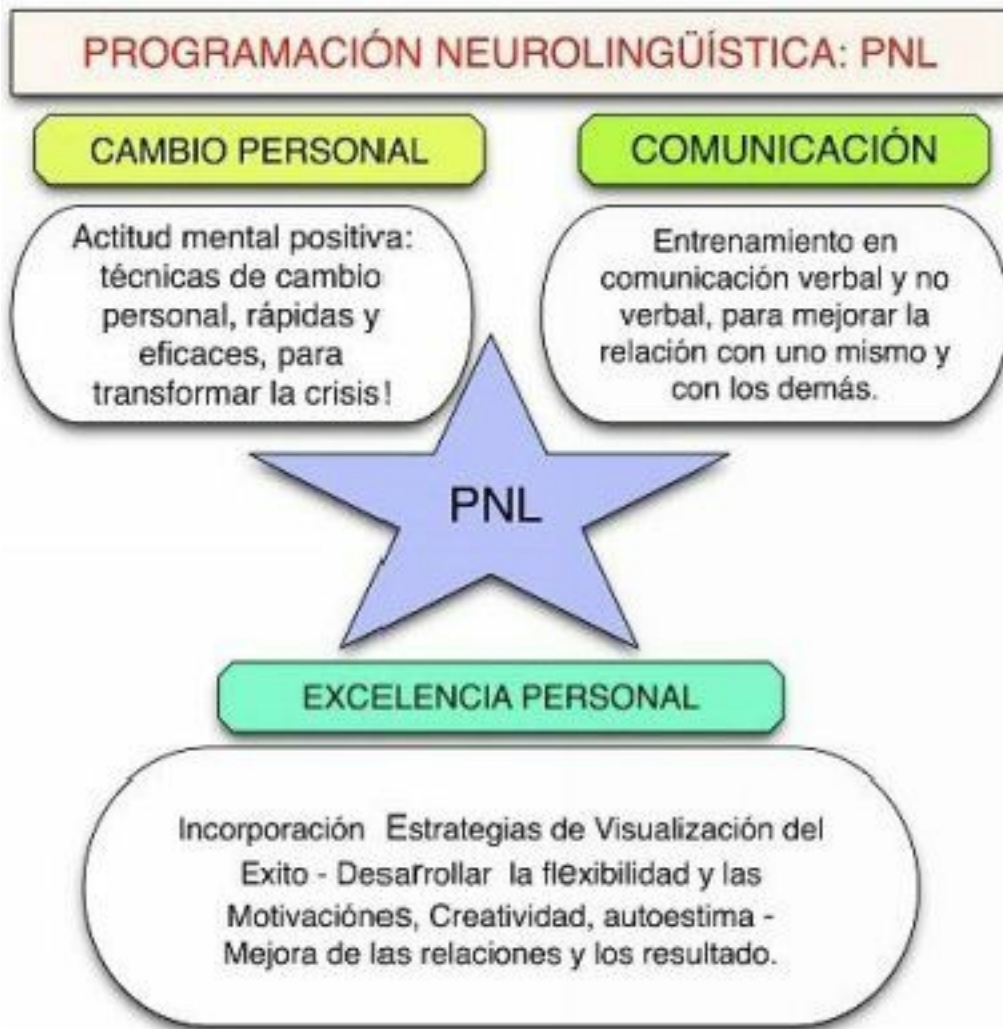 PROGRAMACIÓN NEUROLINGÜÍSTICA: PNL
CAMBIO PERSONAL
Actitud mental positiva:
técnicas de cambio
personal, rápidas y
eficaces, para
transformar la crisis!
COMUNICACIÓN
Entrenamiento en
comunicación verbal y no
verbal, para mejorar la
relación con uno mismo y
con los demás.
PNL
EXCELENCIA PERSONAL
Incorporación Estrategias de Visualización del
Exito - Desarrollar la flexibilidad y las
Motivaciónes, Creatividad, autoestima -
Mejora de las relaciones y los resultado.